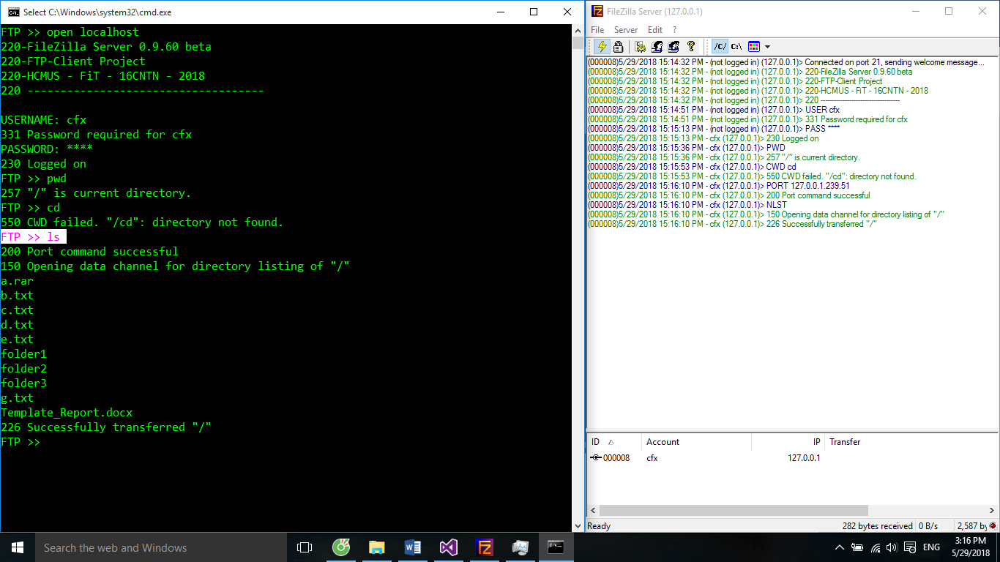 Select C:\Windows\system32\cmd.exe
FTP >> open localhost
220-FileZilla Server 0.9.60 beta
220-FTP-Client Project
220-HCMUS - FiT - 16CNTN - 2018
220 ------------------------------------
USERNAME: cfx
331 Password required for cfx
PASSWORD: ****
230 Logged on
FTP >> pwd
257 "/" is current directory.
FTP >> cd
550 CWD failed. "/cd": directory not found.
FTP >> ls
200 Port command successful
150 Opening data channel for directory listing of "/"
a.rar
b.txt
c.txt
d.txt
e.txt
folder1
folder2
folder3
g.txt
Template_Report.docx
226 Successfully transferred "/"
FTP >>
FileZilla Server (127.0.0.1)
File Server Edit ?
/C/ C:\
(000008)5/29/2018 15:14:32 PM - (not logged in) (127.0.0.1)> Connected on port 21, sending welcome message...
(000008)5/29/2018 15:14:32 PM - (not logged in) (127.0.0.1)> 220-FileZilla Server 0.9.60 beta
(000008)5/29/2018 15:14:32 PM - (not logged in) (127.0.0.1)> 220-FTP-Client Project
(000008)5/29/2018 15:14:32 PM - (not logged in) (127.0.0.1)> 220-HCMUS - FiT - 16CNTN - 2018
(000008)5/29/2018 15:14:32 PM - (not logged in) (127.0.0.1)> 220 ------------------------------------
(000008)5/29/2018 15:14:51 PM - (not logged in) (127.0.0.1)> USER cfx
(000008)5/29/2018 15:14:51 PM - (not logged in) (127.0.0.1)> 331 Password required for cfx
(000008)5/29/2018 15:15:13 PM - (not logged in) (127.0.0.1)> PASS ****
(000008)5/29/2018 15:15:13 PM - cfx (127.0.0.1)> 230 Logged on
(000008)5/29/2018 15:15:36 PM - cfx (127.0.0.1)> PWD
(000008)5/29/2018 15:15:36 PM - cfx (127.0.0.1)> 257 "/" is current directory.
(000008)5/29/2018 15:15:53 PM - cfx (127.0.0.1)> CWD cd
(000008)5/29/2018 15:15:53 PM - cfx (127.0.0.1)> 550 CWD failed. "/cd": directory not found.
(000008)5/29/2018 15:16:10 PM - cfx (127.0.0.1)> PORT 127,0,0,1,239,51
(000008)5/29/2018 15:16:10 PM - cfx (127.0.0.1)> 200 Port command successful
(000008)5/29/2018 15:16:10 PM - cfx (127.0.0.1)> NLST
(000008)5/29/2018 15:16:10 PM - cfx (127.0.0.1)> 150 Opening data channel for directory listing of "/"
(000008)5/29/2018 15:16:10 PM - cfx (127.0.0.1)> 226 Successfully transferred "/"
ID Account IP Transfer
000008 cfx 127.0.0.1
Ready 282 bytes received 0 B/s 2,587 by
Search the web and Windows
ENG
3:16 PM
5/29/2018